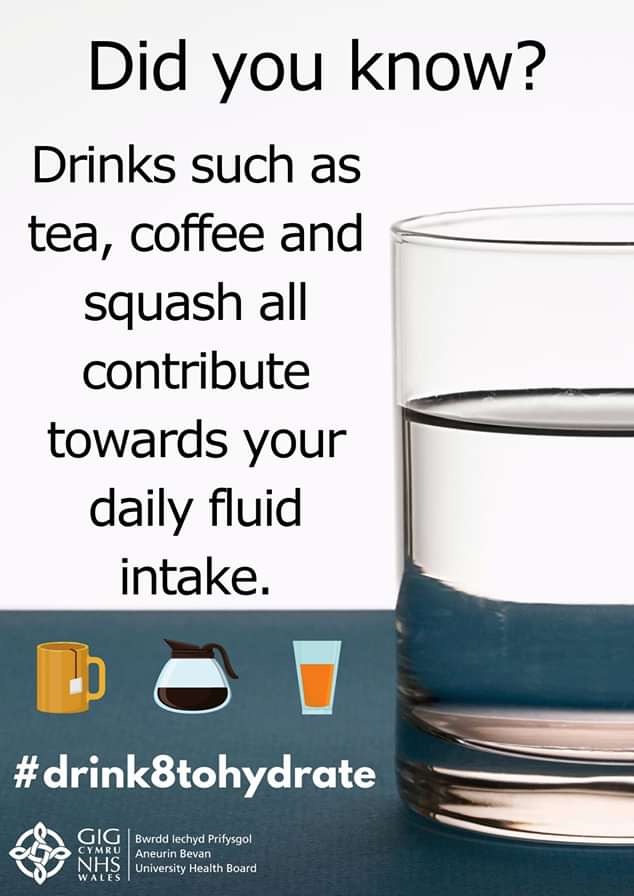 Did you know?
Drinks such as
tea, coffee and
squash all
contribute
towards your
daily fluid
intake.
#drink8tohydrate
GIG
CYMRU
NHS
WALES
Bwrdd Iechyd Prifysgol
Aneurin Bevan
University Health Board